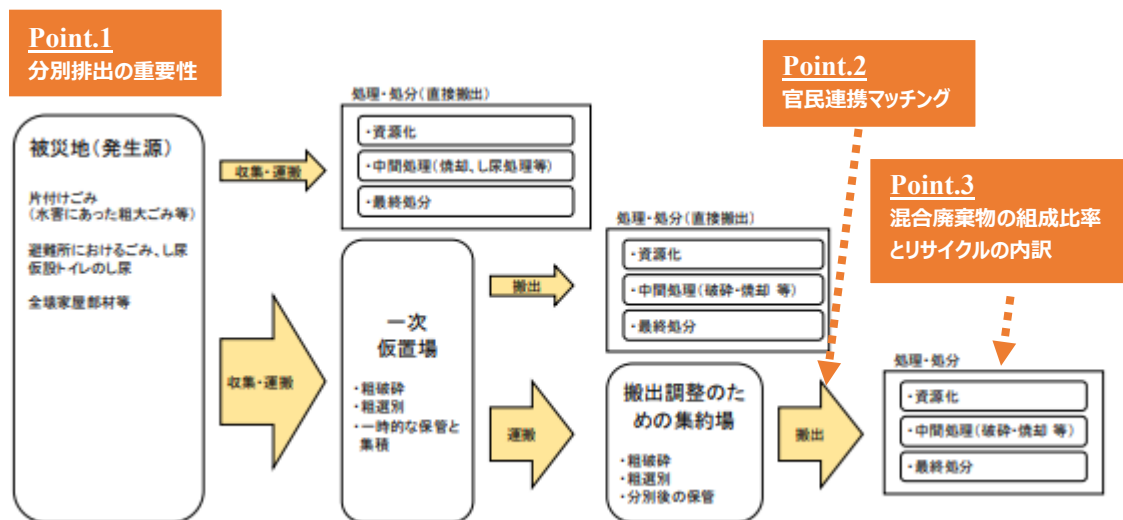 Point.1
分別排出の重要性
被災地(発生源)
片付けごみ
(水害にあった粗大ごみ等)
避難所におけるごみ、し尿
仮設トイレのし尿
全壊家屋部材等
収集・運搬
収集・運搬
処理・処分(直接搬出)
・資源化
・中間処理(焼却、し尿処理等)
・最終処分
一次
仮置場
・粗破砕
・粗選別
・一時的な保管と
集積
搬出
運搬
Point.2
官民連携マッチング
処理・処分(直接搬出)
・資源化
・中間処理(破砕・焼却 等)
・最終処分
搬出調整のた
めの集約場
・粗破砕
・粗選別
・分別後の保管
搬出
Point.3
混合廃棄物の組成比率
とリサイクルの内訳
処理・処分
・資源化
・中間処理(破砕・焼却 等)
・最終処分